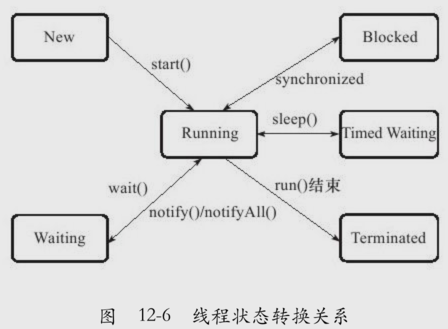 New
Blocked
start()
synchronized
sleep()
Running
Timed Waiting
wait()
run()结束
notify()/notifyAll()
Waiting
Terminated
图 12-6 线程状态转换关系